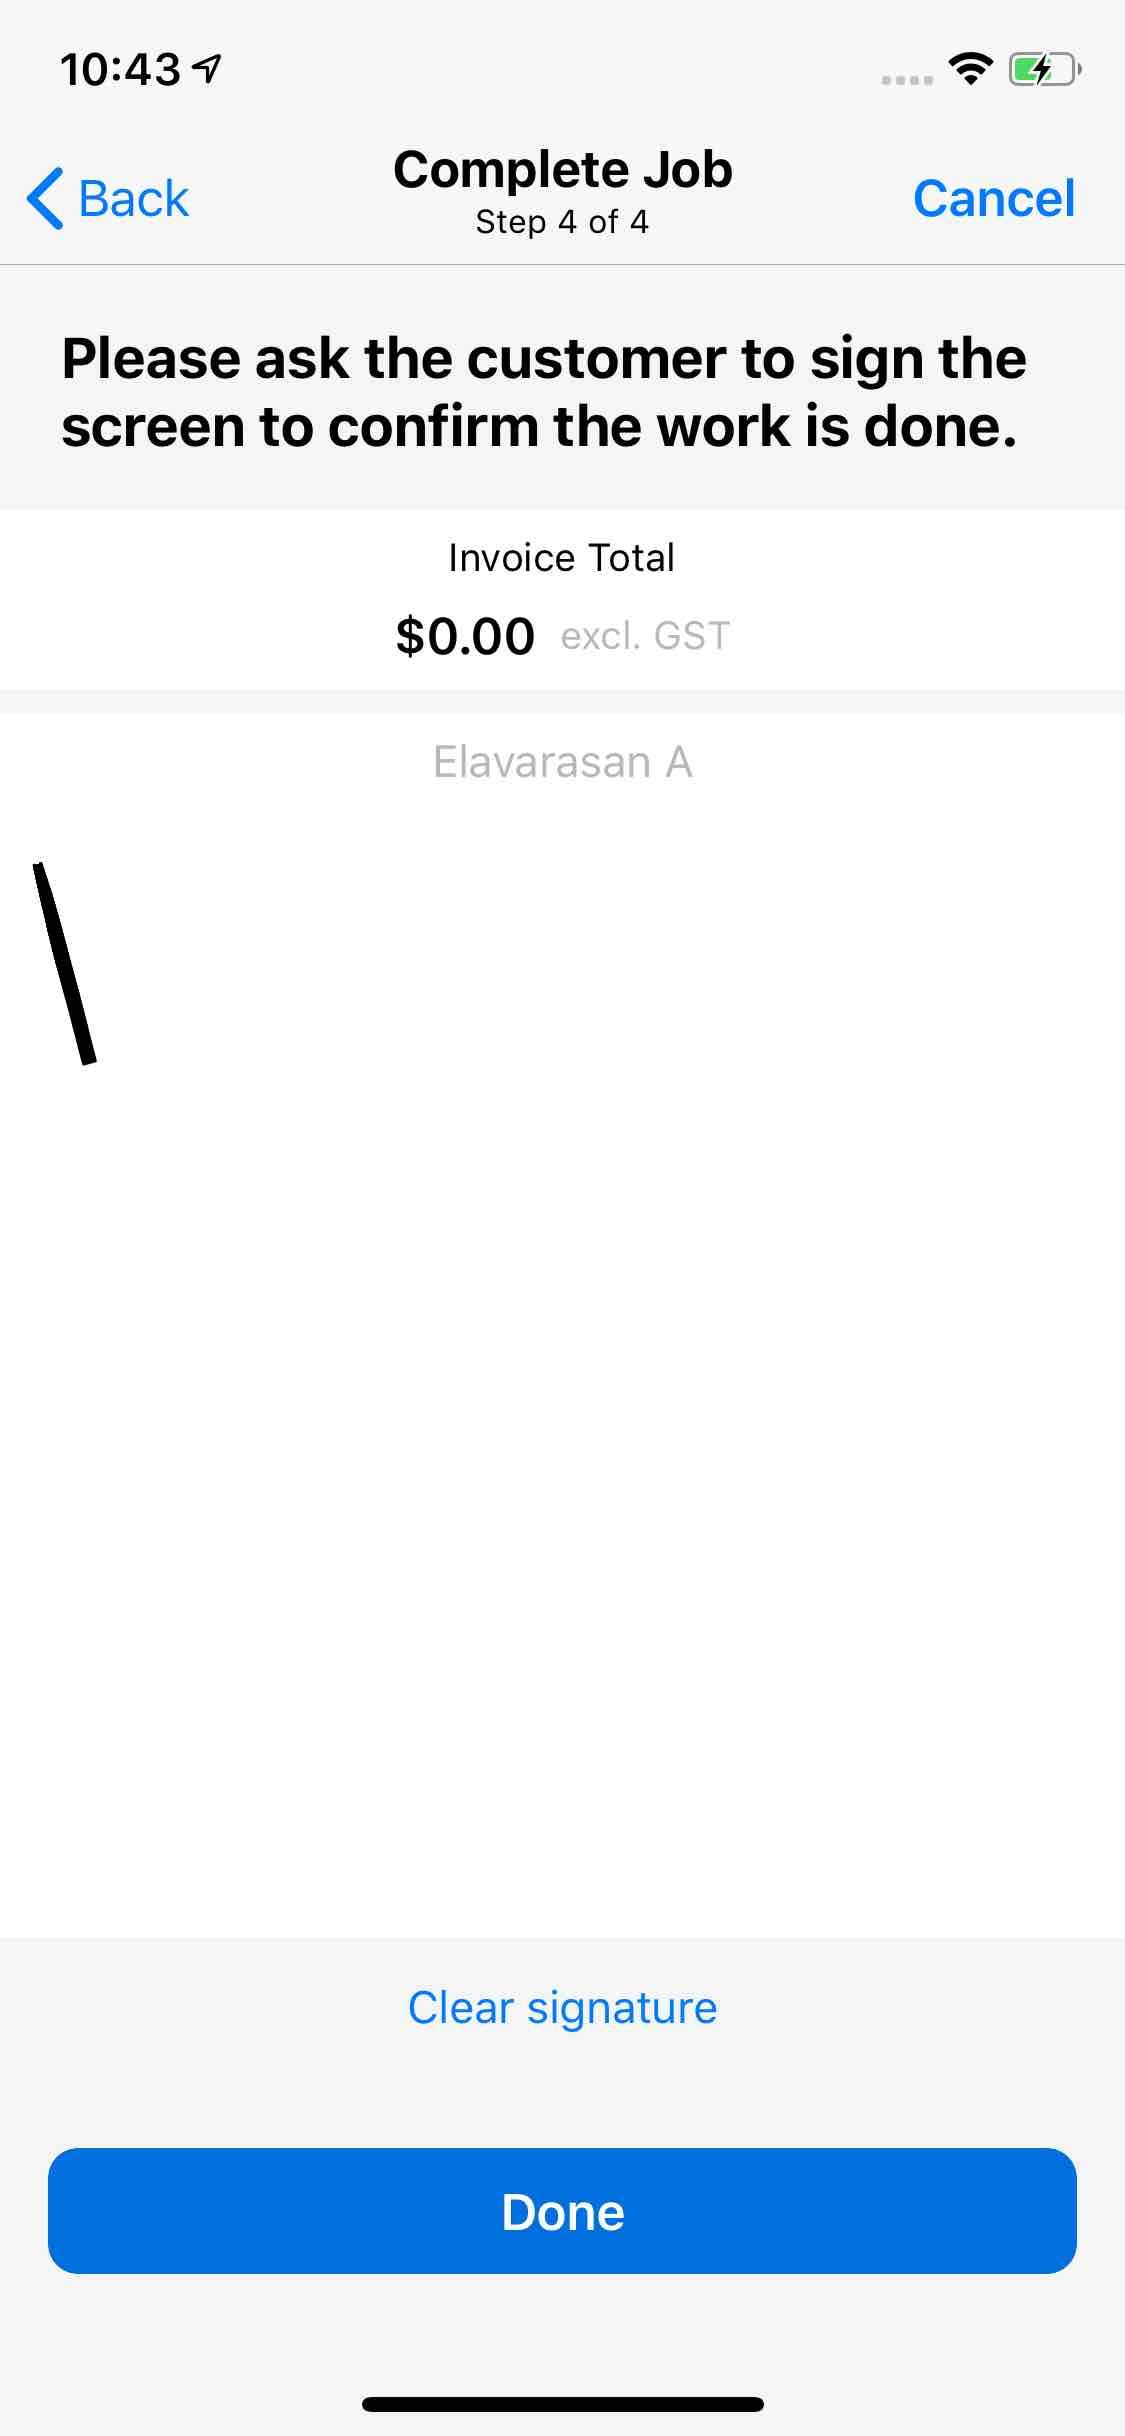 10:43
Back
Complete Job
Cancel
Step 4 of 4
Please ask the customer to sign the
screen to confirm the work is done.
Invoice Total
$0.00 excl. GST
Elavarasan A
Clear signature
Done